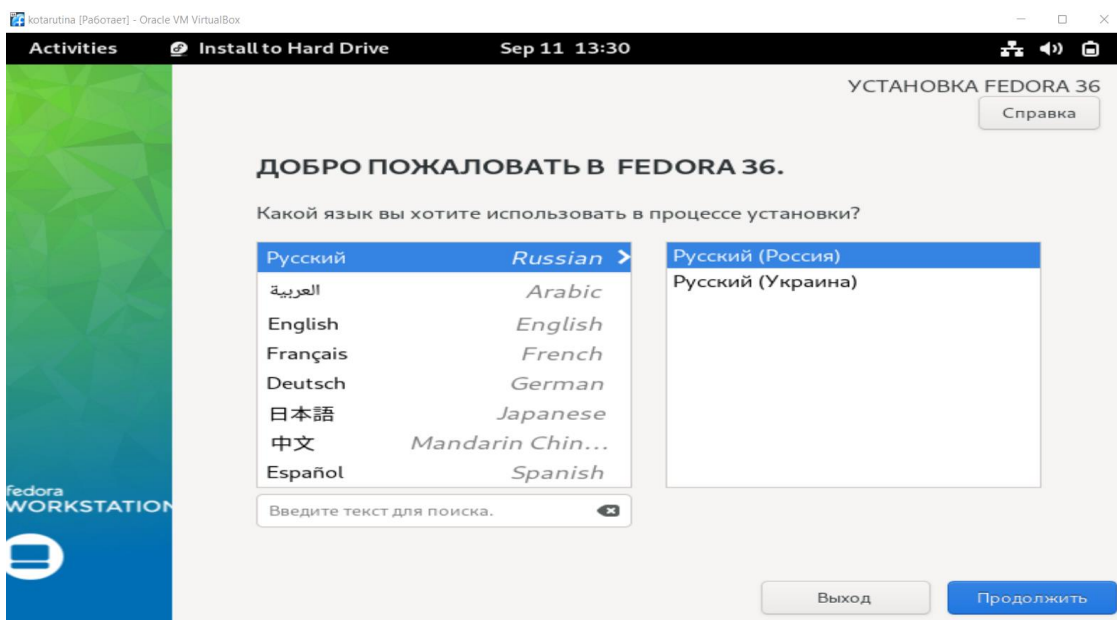 kotarutina [Работает] - Oracle VM VirtualBox
Activities Install to Hard Drive Sep 11 13:30
УСТАНОВКА FEDORA 36
Справка
ДОБРО ПОЖАЛОВАТЬ В FEDORA 36.
Какой язык вы хотите использовать в процессе установки?
Русский Russian
العربية Arabic
English English
Français French
Deutsch German
日本語 Japanese
中文 Mandarin Chin...
Español Spanish
Русский (Россия)
Русский (Украина)
Введите текст для поиска.
fedora
WORKSTATION
Выход Продолжить